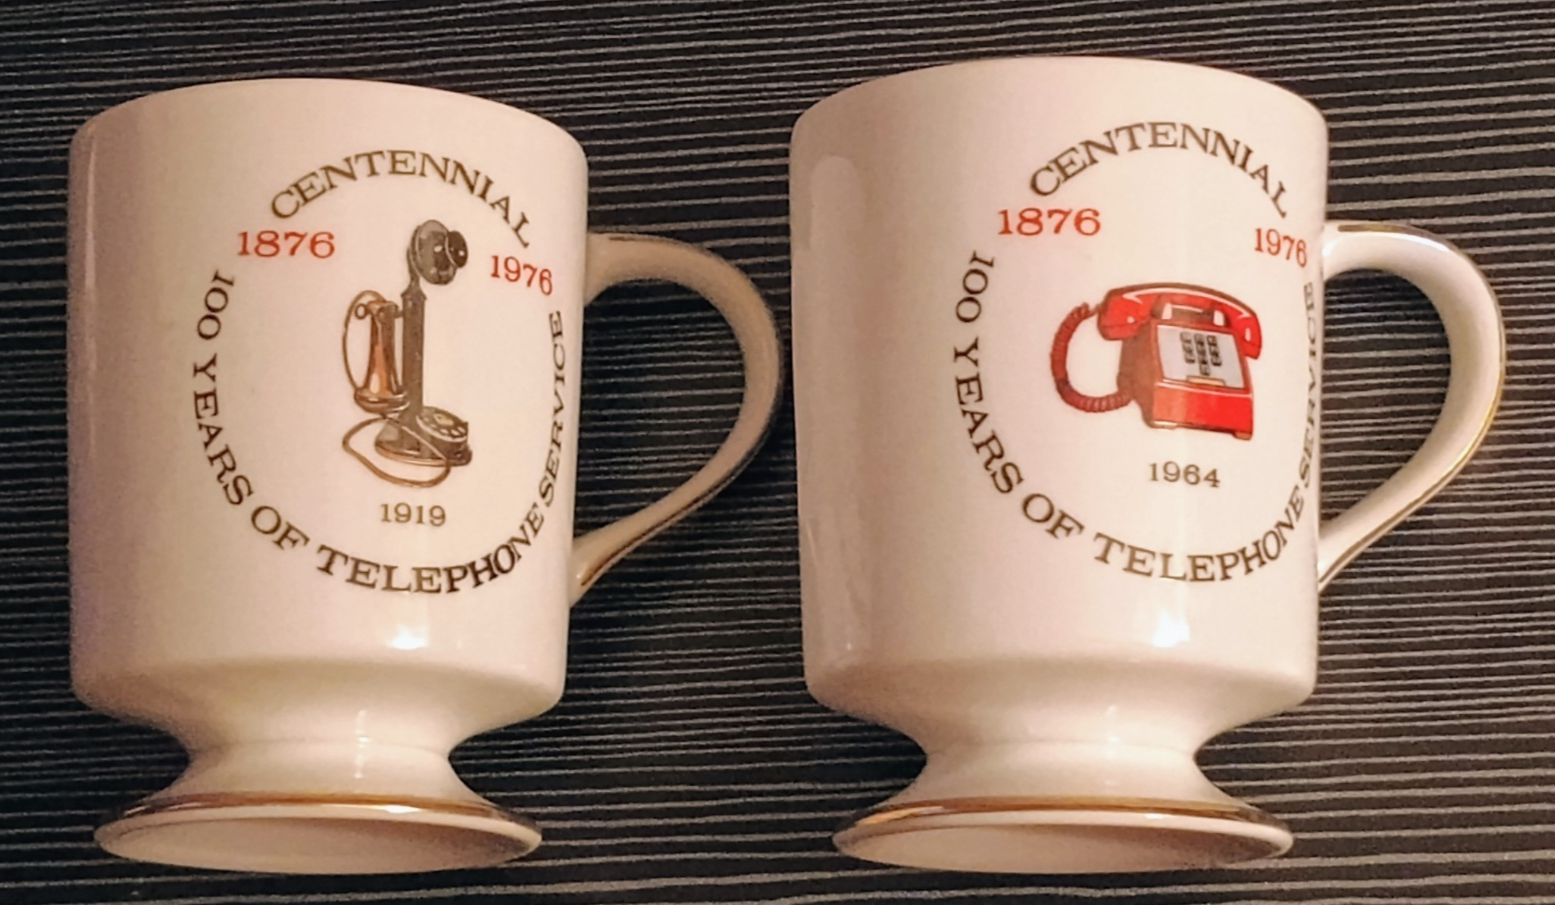 CENTENNIAL
1876 1976
100 YEARS OF TELEPHONE SERVICE
1919
CENTENNIAL
1876 1976
100 YEARS OF TELEPHONE SERVICE
1964